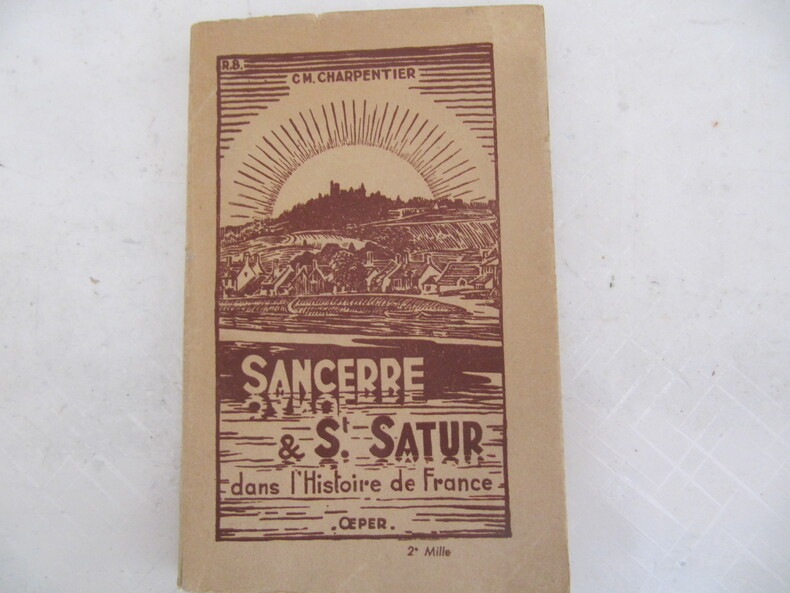 R.B.
C M. CHARPENTIER
SANCERRE
& St SATUR
dans l'Histoire de France
ŒPER.
2e Mille